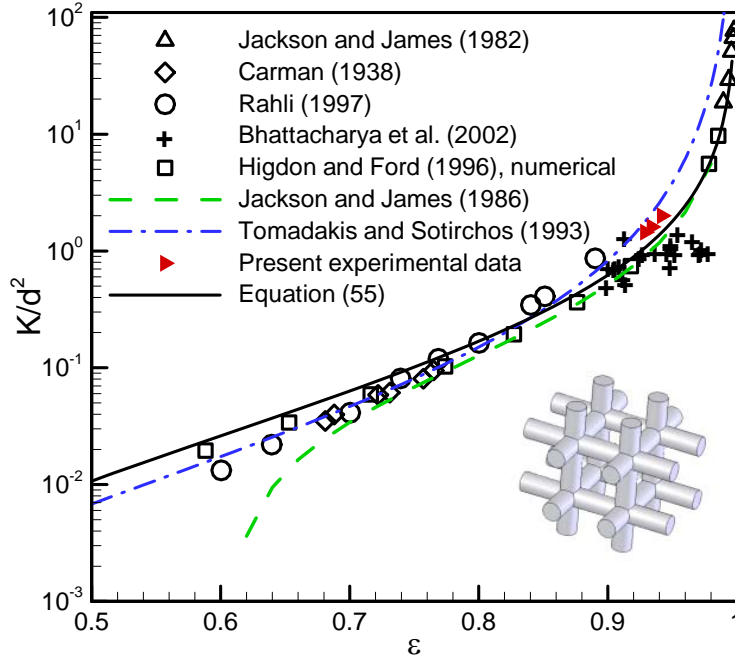 10²
10¹
10⁰
10⁻¹
10⁻²
10⁻³
K/d²
Jackson and James (1982)
Carman (1938)
Rahli (1997)
Bhattacharya et al. (2002)
Higdon and Ford (1996), numerical
Jackson and James (1986)
Tomadakis and Sotirchos (1993)
Present experimental data
Equation (55)
0.5 0.6 0.7 0.8 0.9 1
ε